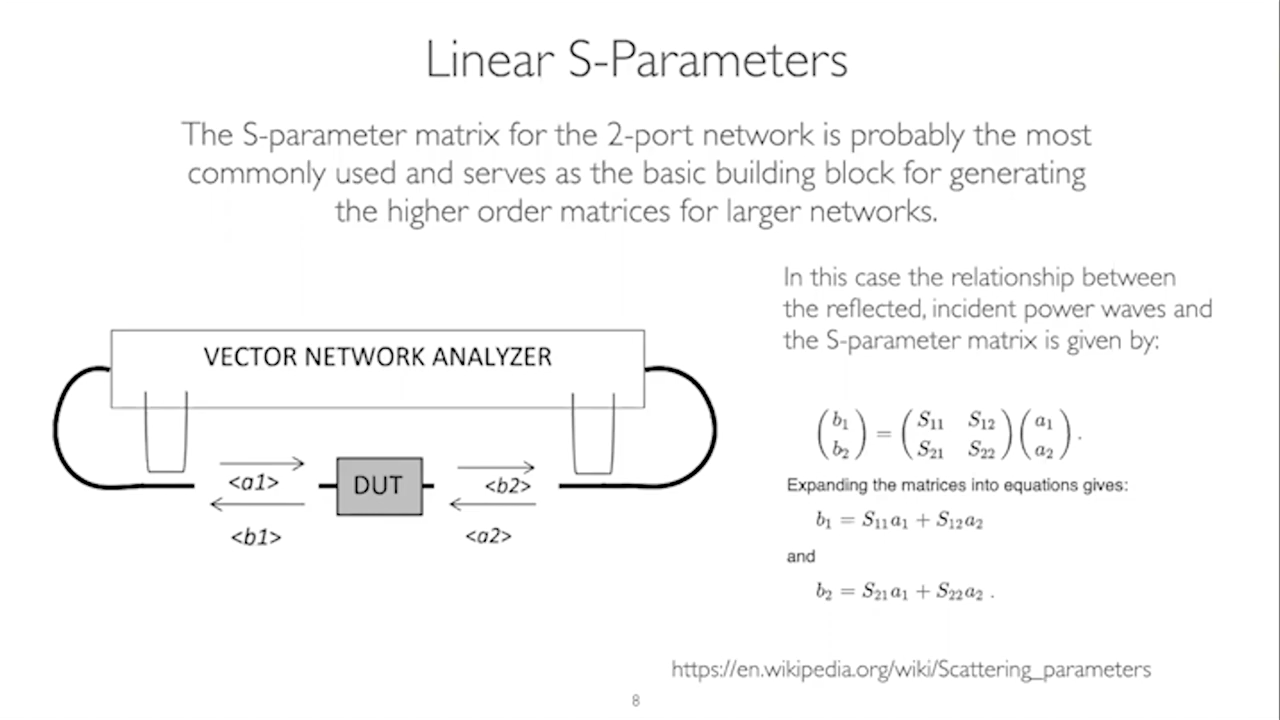 Linear S-Parameters
The S-parameter matrix for the 2-port network is probably the most
commonly used and serves as the basic building block for generating
the higher order matrices for larger networks.
In this case the relationship between
the reflected, incident power waves and
the S-parameter matrix is given by:
VECTOR NETWORK ANALYZER
<a1>
<b1>
DUT
<b2>
<a2>
(b₁ b₂) = (S₁₁ S₁₂ S₂₁ S₂₂)(a₁ a₂).
Expanding the matrices into equations gives:
b₁ = S₁₁a₁ + S₁₂a₂
and
b₂ = S₂₁a₁ + S₂₂a₂ .
https://en.wikipedia.org/wiki/Scattering_parameters
8